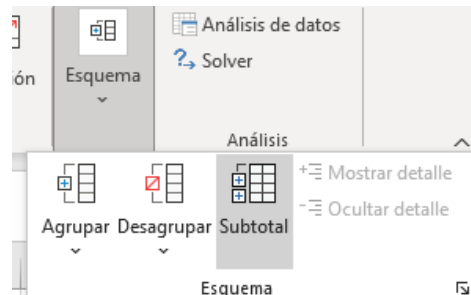 Análisis de datos
Solver
ón
Esquema
Análisis
Mostrar detalle
Ocultar detalle
Agrupar Desagrupar Subtotal
Esquema